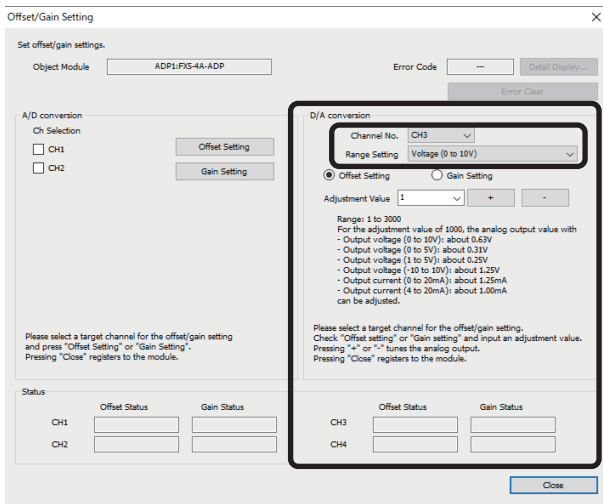 Offset/Gain Setting
Set offset/gain settings.
Object Module ADP1:FX5-4A-ADP Error Code --- Detail Display...
Error Clear
A/D conversion
Ch Selection
CH1 Offset Setting
CH2 Gain Setting
Please select a target channel for the offset/gain setting
and press "Offset Setting" or "Gain Setting".
Pressing "Close" registers to the module.
D/A conversion
Channel No. CH3
Range Setting Voltage (0 to 10V)
Offset Setting Gain Setting
Adjustment Value 1 + -
Range: 1 to 3000
For the adjustment value of 1000, the analog output value with
- Output voltage (0 to 10V): about 0.63V
- Output voltage (0 to 5V): about 0.31V
- Output voltage (1 to 5V): about 0.25V
- Output voltage (-10 to 10V): about 1.25V
- Output current (0 to 20mA): about 1.25mA
- Output current (4 to 20mA): about 1.00mA
can be adjusted.
Please select a target channel for the offset/gain setting.
Check "Offset setting" or "Gain setting" and input an adjustment value.
Pressing "+" or "-" tunes the analog output.
Pressing "Close" registers to the module.
Status
Offset Status Gain Status
CH1
CH2
Offset Status Gain Status
CH3
CH4
Close